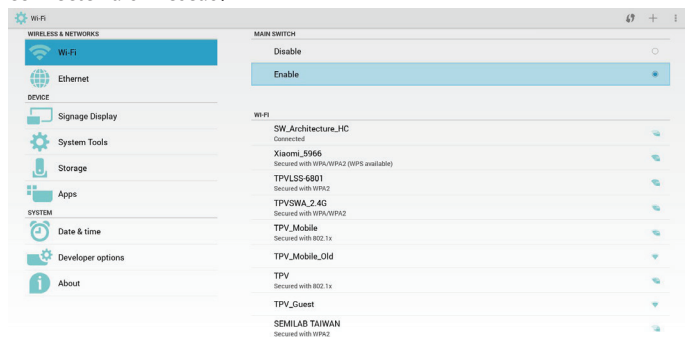 Wi-Fi
WIRELESS & NETWORKS
Wi-Fi
Ethernet
DEVICE
Signage Display
System Tools
Storage
Apps
SYSTEM
Date & time
Developer options
About
MAIN SWITCH
Disable
Enable
WI-FI
SW_Architecture_HC
Connected
Xiaomi_5966
Secured with WPA/WPA2 (WPS available)
TPVLSS-6801
Secured with WPA2
TPVSWA_2.4G
Secured with WPA/WPA2
TPV_Mobile
Secured with 802.1x
TPV_Mobile_Old
TPV
Secured with 802.1x
TPV_Guest
SEMILAB TAIWAN
Secured with WPA2